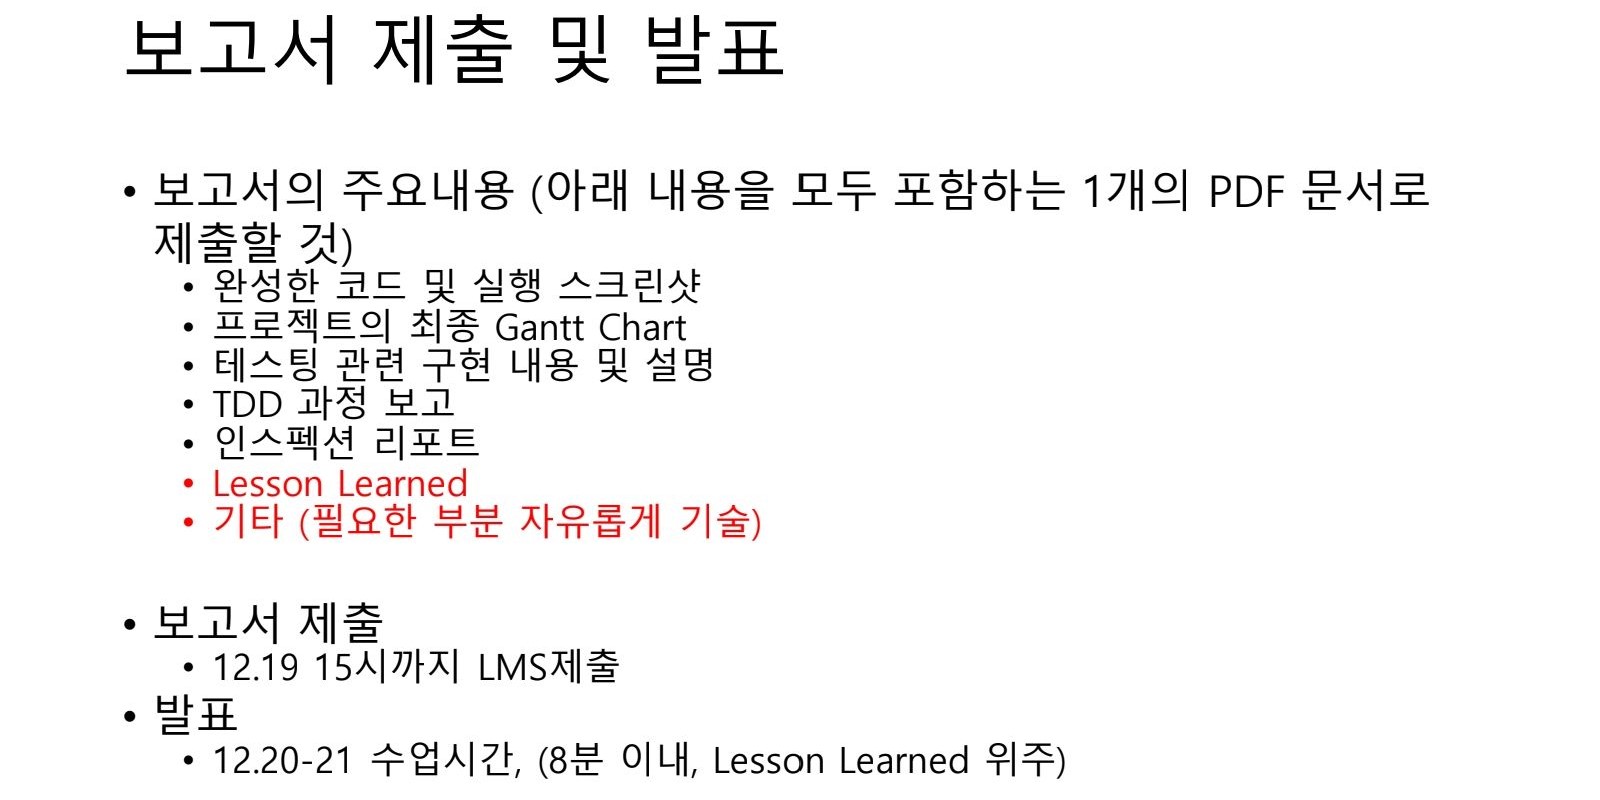 보고서 제출 및 발표
• 보고서의 주요내용 (아래 내용을 모두 포함하는 1개의 PDF 문서로
제출할 것)
• 완성한 코드 및 실행 스크린샷
• 프로젝트의 최종 Gantt Chart
• 테스팅 관련 구현 내용 및 설명
• TDD 과정 보고
• 인스펙션 리포트
• Lesson Learned
• 기타 (필요한 부분 자유롭게 기술)
• 보고서 제출
• 12.19 15시까지 LMS제출
• 발표
• 12.20-21 수업시간, (8분 이내, Lesson Learned 위주)